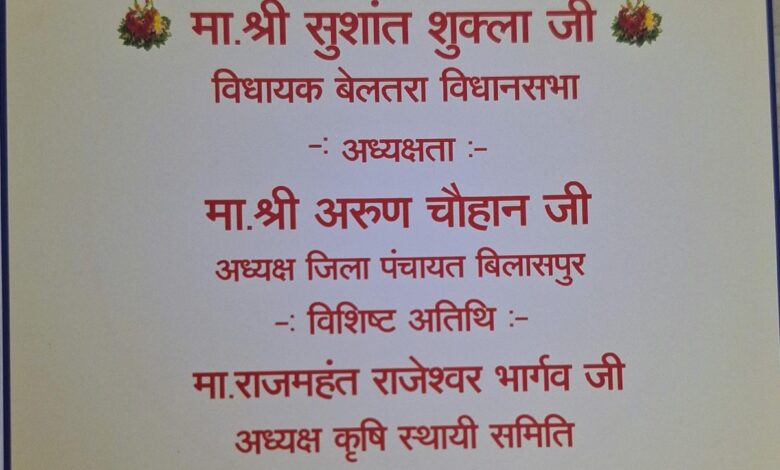 मा.श्री सुशांत शुक्ला जी
विधायक बेलतरा विधानसभा
-: अध्यक्षता :-
मा.श्री अरुण चौहान जी
अध्यक्ष जिला पंचायत बिलासपुर
-: विशिष्ट अतिथि :-
मा.राजमहंत राजेश्वर भार्गव जी
अध्यक्ष कृषि स्थायी समिति